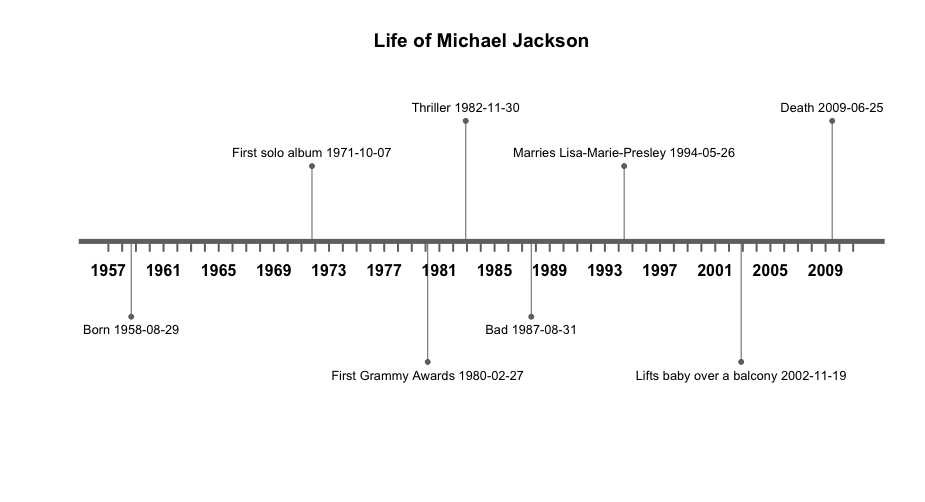 Life of Michael Jackson
Thriller 1982-11-30
Death 2009-06-25
First solo album 1971-10-07
Marries Lisa-Marie-Presley 1994-05-26
1957 1961 1965 1969 1973 1977 1981 1985 1989 1993 1997 2001 2005 2009
Born 1958-08-29
Bad 1987-08-31
First Grammy Awards 1980-02-27
Lifts baby over a balcony 2002-11-19